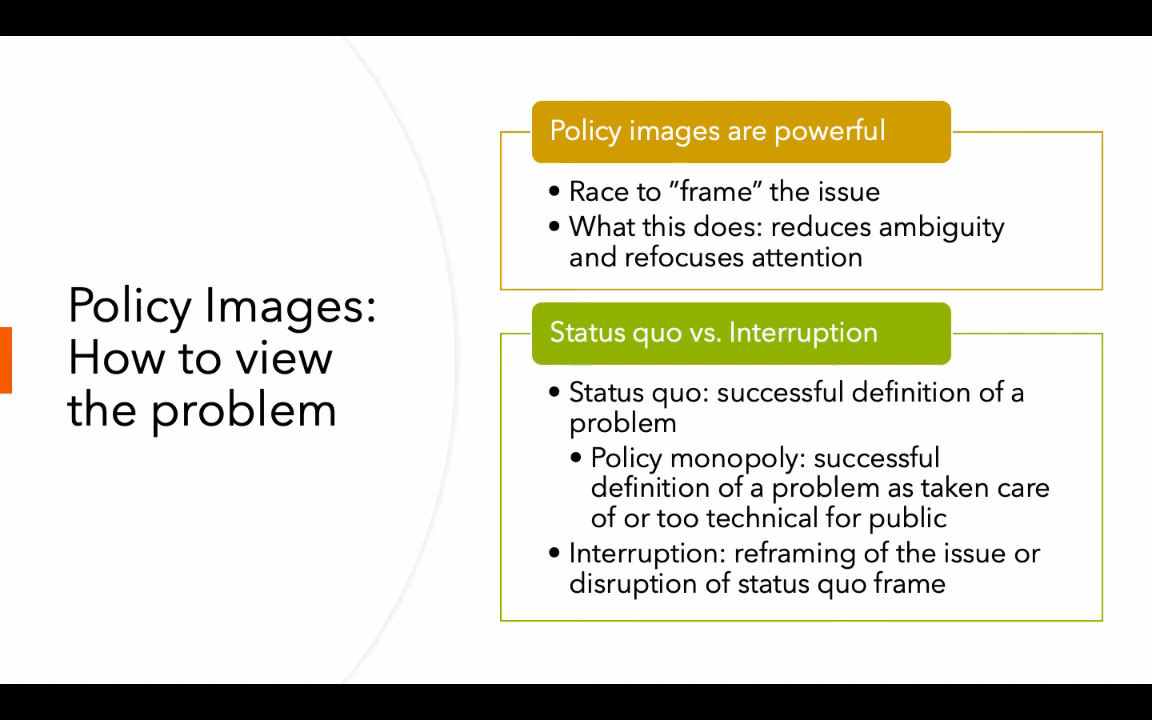 Policy Images:
How to view
the problem
Policy images are powerful
• Race to “frame” the issue
• What this does: reduces ambiguity
and refocuses attention
Status quo vs. Interruption
• Status quo: successful definition of a
problem
• Policy monopoly: successful
definition of a problem as taken care
of or too technical for public
• Interruption: reframing of the issue or
disruption of status quo frame